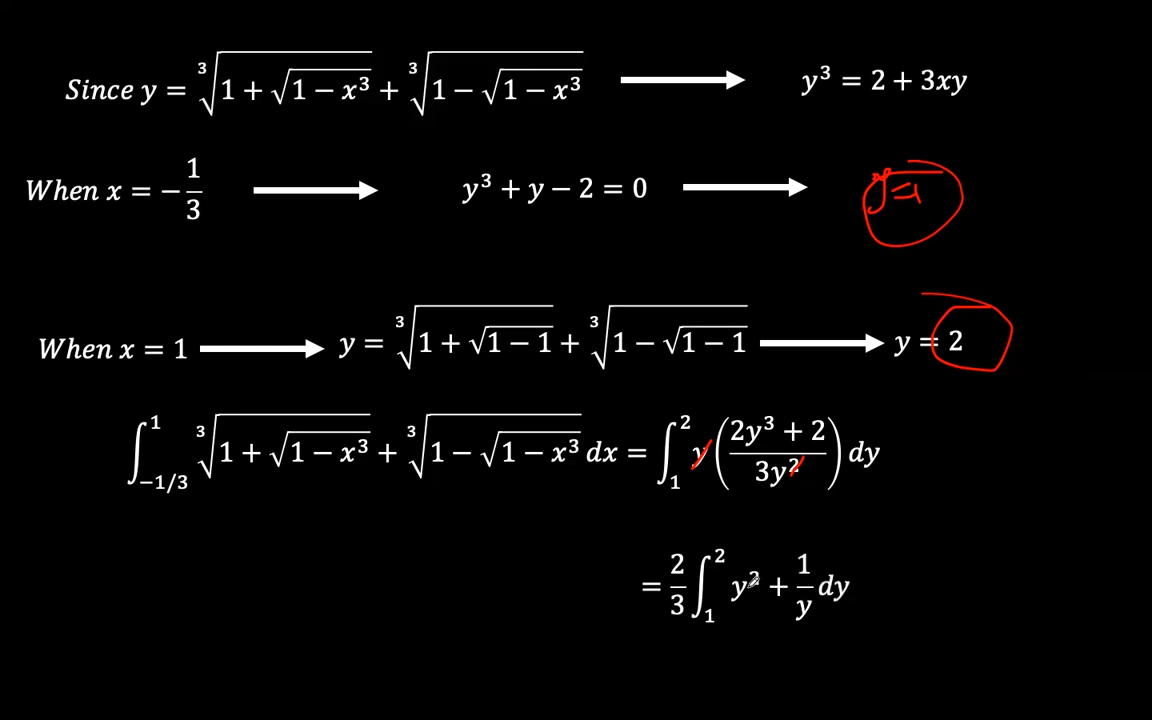 Since y = ∛(1 + √(1 − x³)) + ∛(1 − √(1 − x³)) ⟶ y³ = 2 + 3xy
When x = −1/3 ⟶ y³ + y − 2 = 0 ⟶ y=1
When x = 1 ⟶ y = ∛(1 + √(1 − 1)) + ∛(1 − √(1 − 1)) ⟶ y = 2
∫_{−1/3}^{1} ∛(1 + √(1 − x³)) + ∛(1 − √(1 − x³)) dx = ∫_{1}^{2} y((2y³ + 2)/(3y²)) dy
= 2/3 ∫_{1}^{2} y² + 1/y dy